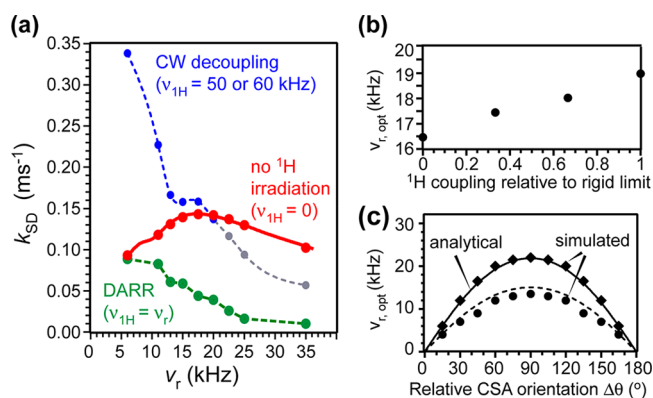 (a)
0.35
0.30
0.25
0.20
0.15
0.10
0.05
0.00
k_SD (ms⁻¹)
CW decoupling
(ν₁H = 50 or 60 kHz)
no ¹H
irradiation
(ν₁H = 0)
DARR
(ν₁H = νr)
0 5 10 15 20 25 30 35
νr (kHz)
(b)
20
19
18
17
16
νr, opt (kHz)
0 0.2 0.4 0.6 0.8 1
¹H coupling relative to rigid limit
(c)
30
20
10
0
νr, opt (kHz)
analytical
simulated
0 30 60 90 120 150 180
Relative CSA orientation Δθ (º)